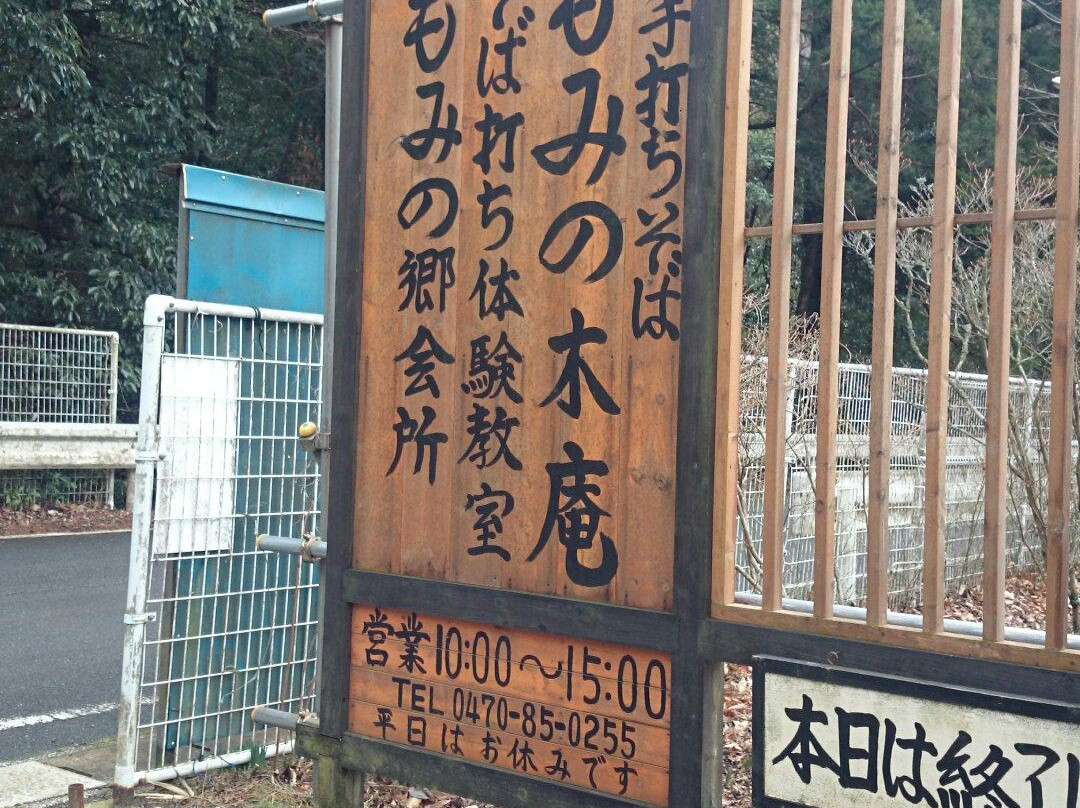 手打ちそば
もみの木庵
そば打ち体験教室
もみの郷会所
営業10:00〜15:00
TEL 0470-85-0255
平日はお休みです
本日は終了